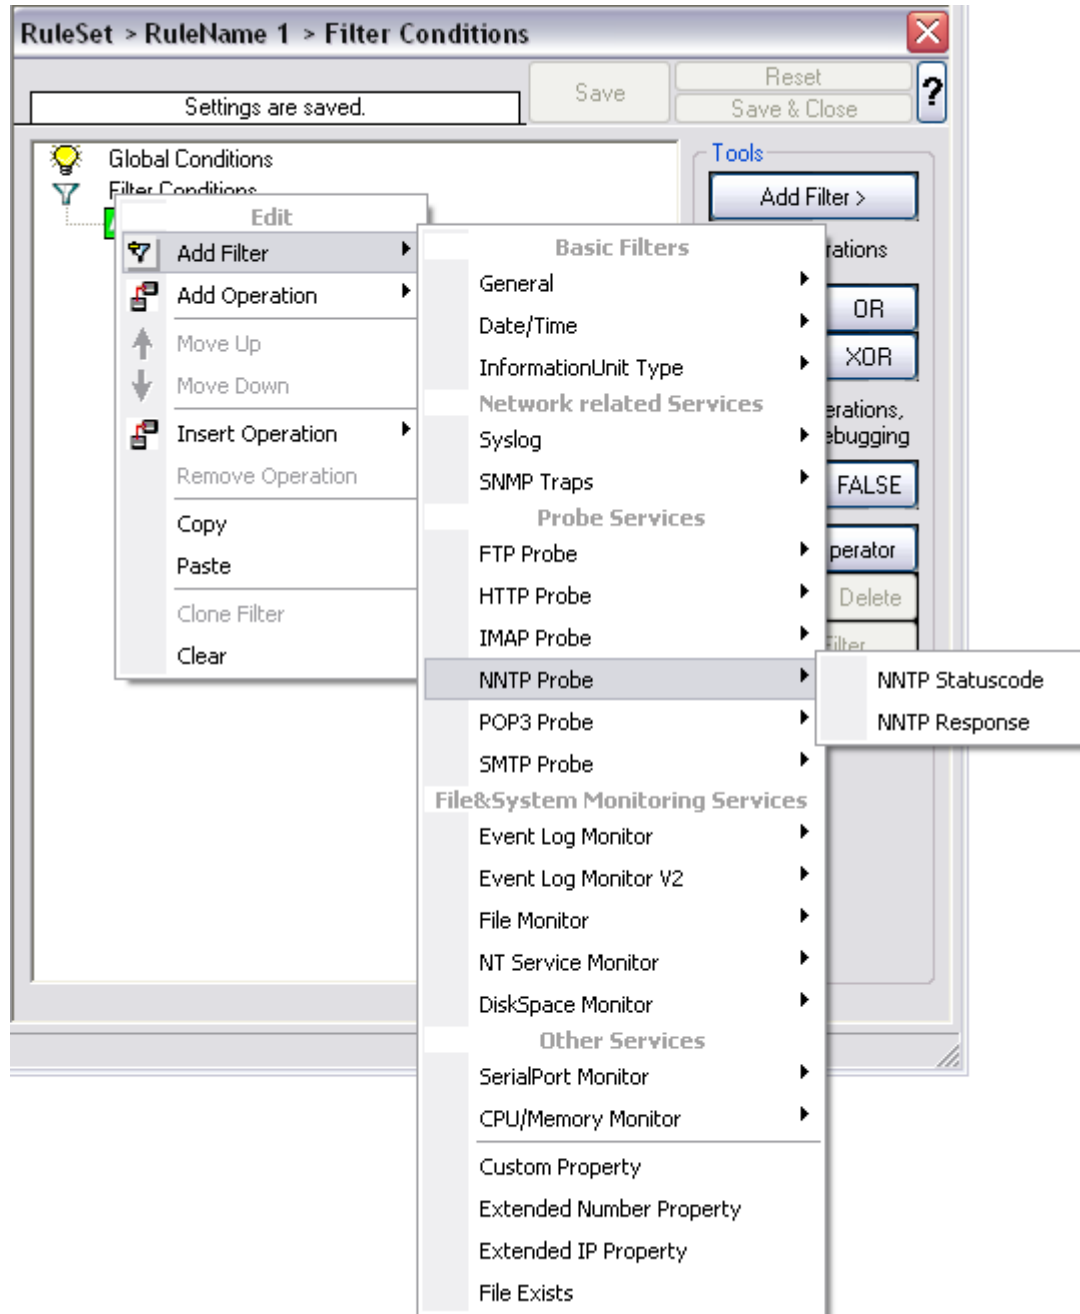 RuleSet > RuleName 1 > Filter Conditions
Settings are saved.
Save
Reset
Save & Close
?
Global Conditions
Filter Conditions
Tools
Add Filter >
Edit
Add Filter
Add Operation
Move Up
Move Down
Insert Operation
Remove Operation
Copy
Paste
Clone Filter
Clear
Basic Filters
General
Date/Time
InformationUnit Type
Network related Services
Syslog
SNMP Traps
Probe Services
FTP Probe
HTTP Probe
IMAP Probe
NNTP Probe
POP3 Probe
SMTP Probe
File&System Monitoring Services
Event Log Monitor
Event Log Monitor V2
File Monitor
NT Service Monitor
DiskSpace Monitor
Other Services
SerialPort Monitor
CPU/Memory Monitor
Custom Property
Extended Number Property
Extended IP Property
File Exists
rations
OR
XOR
erations,
ebugging
FALSE
perator
Delete
NNTP Statuscode
NNTP Response